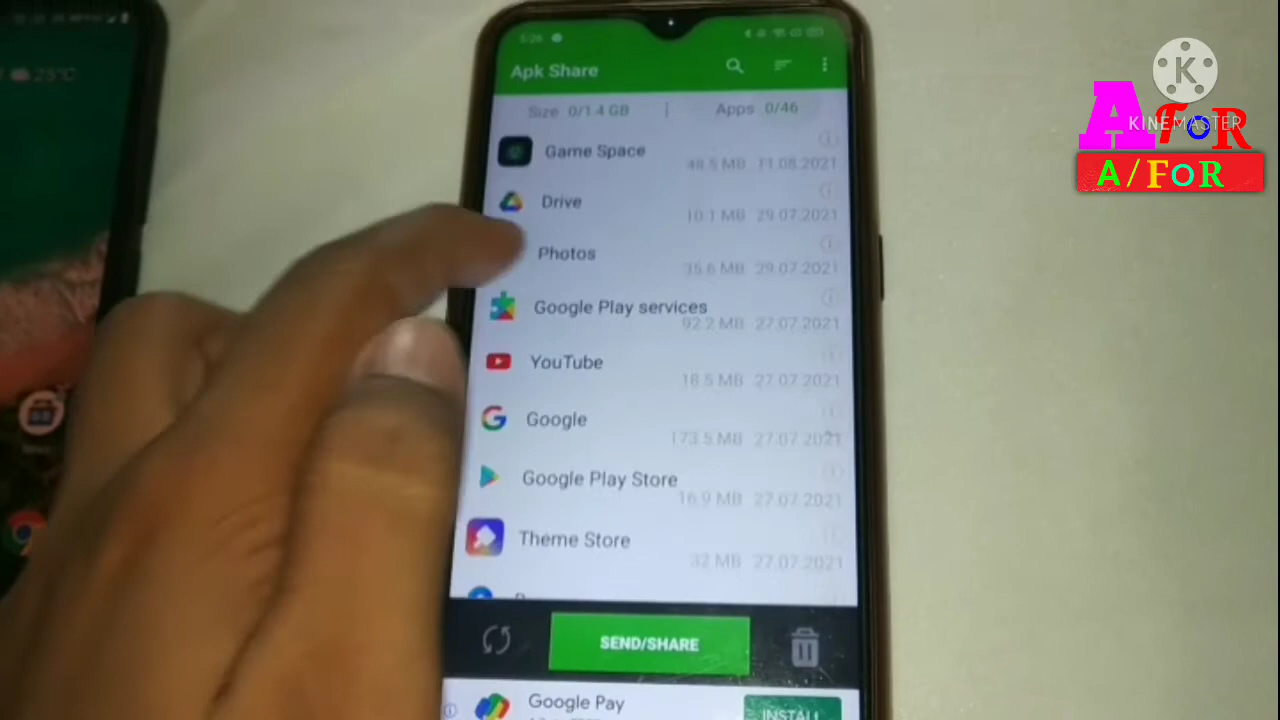 25°C
5:26
Apk Share
Size 0/1.4 GB | Apps 0/46
Game Space
48.5 MB 11.08.2021
Drive
10.1 MB 29.07.2021
Photos
35.6 MB 29.07.2021
Google Play services
92.2 MB 27.07.2021
YouTube
18.5 MB 27.07.2021
Google
173.5 MB 27.07.2021
Google Play Store
16.9 MB 27.07.2021
Theme Store
32 MB 27.07.2021
SEND/SHARE
Google Pay
INSTALL
K
KINEMASTER
A foR
A/FoR